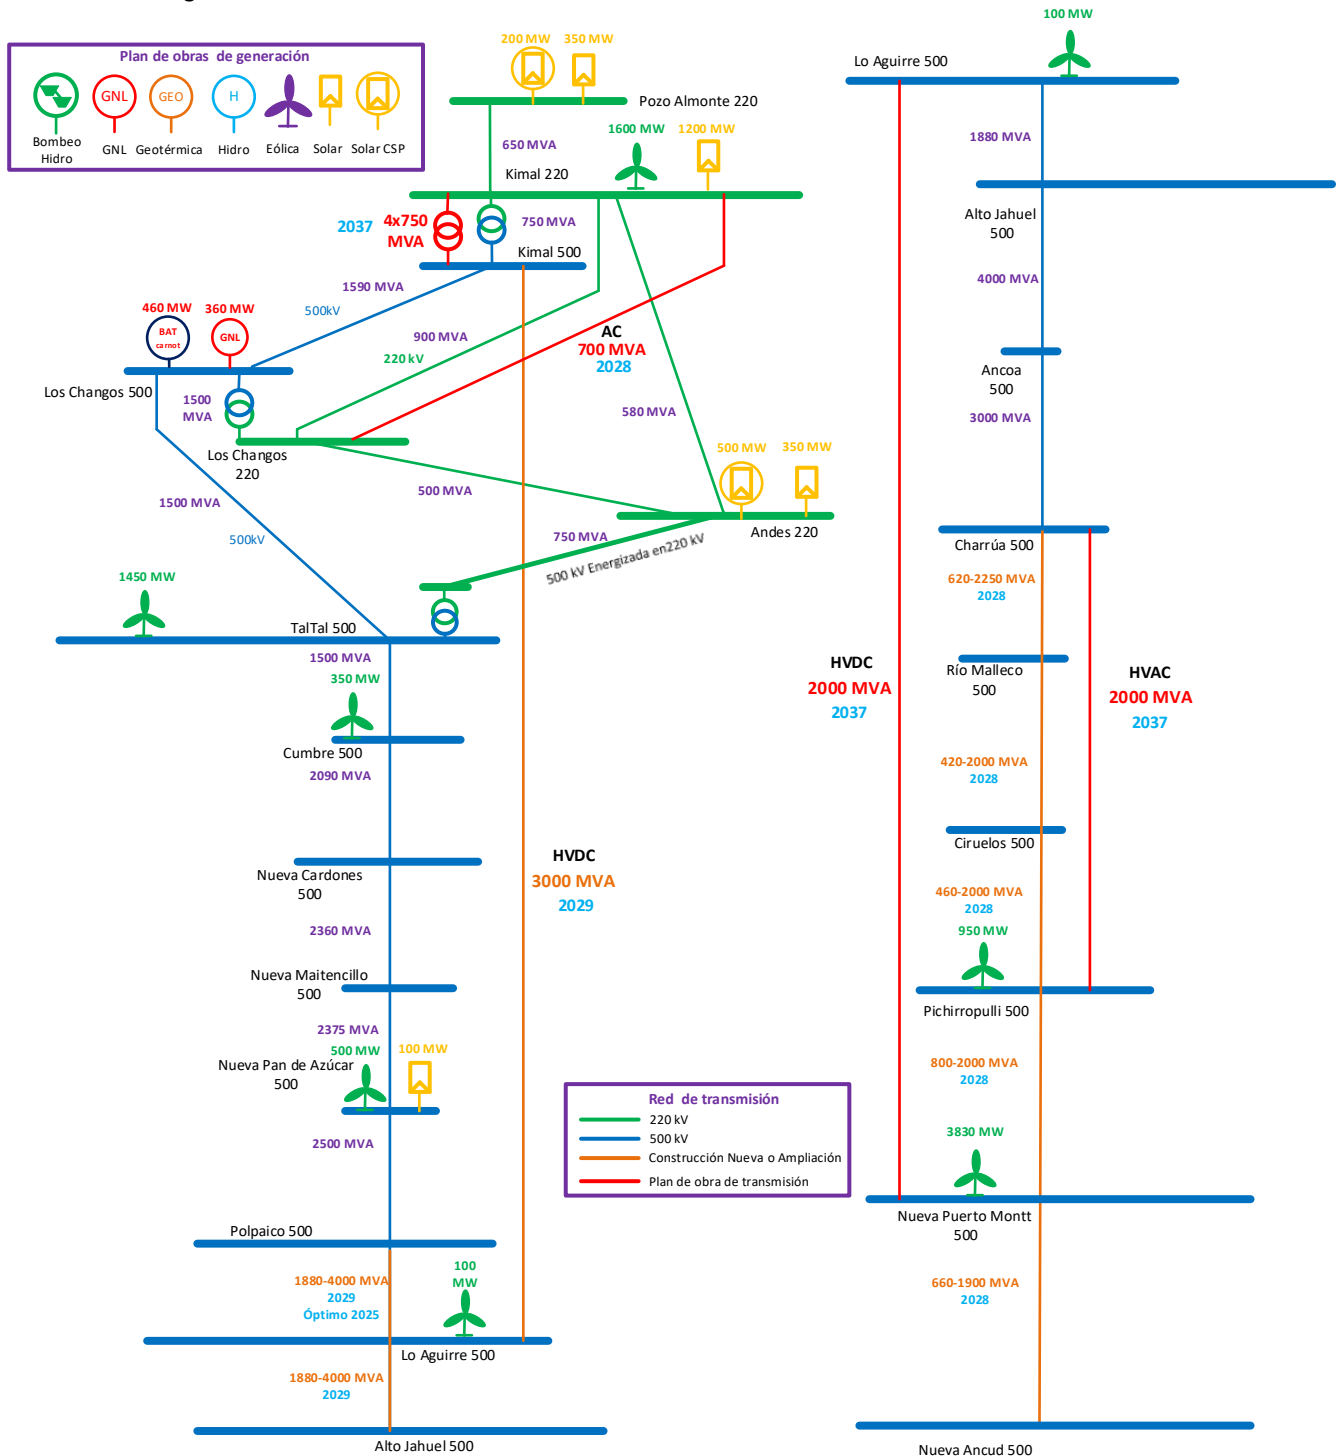 Plan de obras de generación
GNL
GEO
H
Bombeo
Hidro
GNL
Geotérmica
Hidro
Eólica
Solar
Solar CSP
200 MW
350 MW
Pozo Almonte 220
650 MVA
1600 MW
1200 MW
Kimal 220
2037
4x750
MVA
750 MVA
Kimal 500
1590 MVA
500kV
460 MW
360 MW
BAT
carnot
GNL
900 MVA
220 kV
AC
700 MVA
2028
Los Changos 500
1500
MVA
580 MVA
Los Changos
220
500 MW
350 MW
1500 MVA
500 MVA
500kV
750 MVA
Andes 220
500 kV Energizada en220 kV
1450 MW
TalTal 500
1500 MVA
350 MW
Cumbre 500
2090 MVA
Nueva Cardones
500
HVDC
3000 MVA
2029
2360 MVA
Nueva Maitencillo
500
2375 MVA
500 MW
100 MW
Nueva Pan de Azúcar
500
2500 MVA
Polpaico 500
1880-4000 MVA
2029
Óptimo 2025
100
MW
Lo Aguirre 500
1880-4000 MVA
2029
Alto Jahuel 500
Red de transmisión
220 kV
500 kV
Construcción Nueva o Ampliación
Plan de obra de transmisión
100 MW
Lo Aguirre 500
1880 MVA
Alto Jahuel
500
4000 MVA
Ancoa
500
3000 MVA
Charrúa 500
620-2250 MVA
2028
HVDC
2000 MVA
2037
Río Malleco
500
HVAC
2000 MVA
2037
420-2000 MVA
2028
Ciruelos 500
460-2000 MVA
2028
950 MW
Pichirropulli 500
800-2000 MVA
2028
3830 MW
Nueva Puerto Montt
500
660-1900 MVA
2028
Nueva Ancud 500